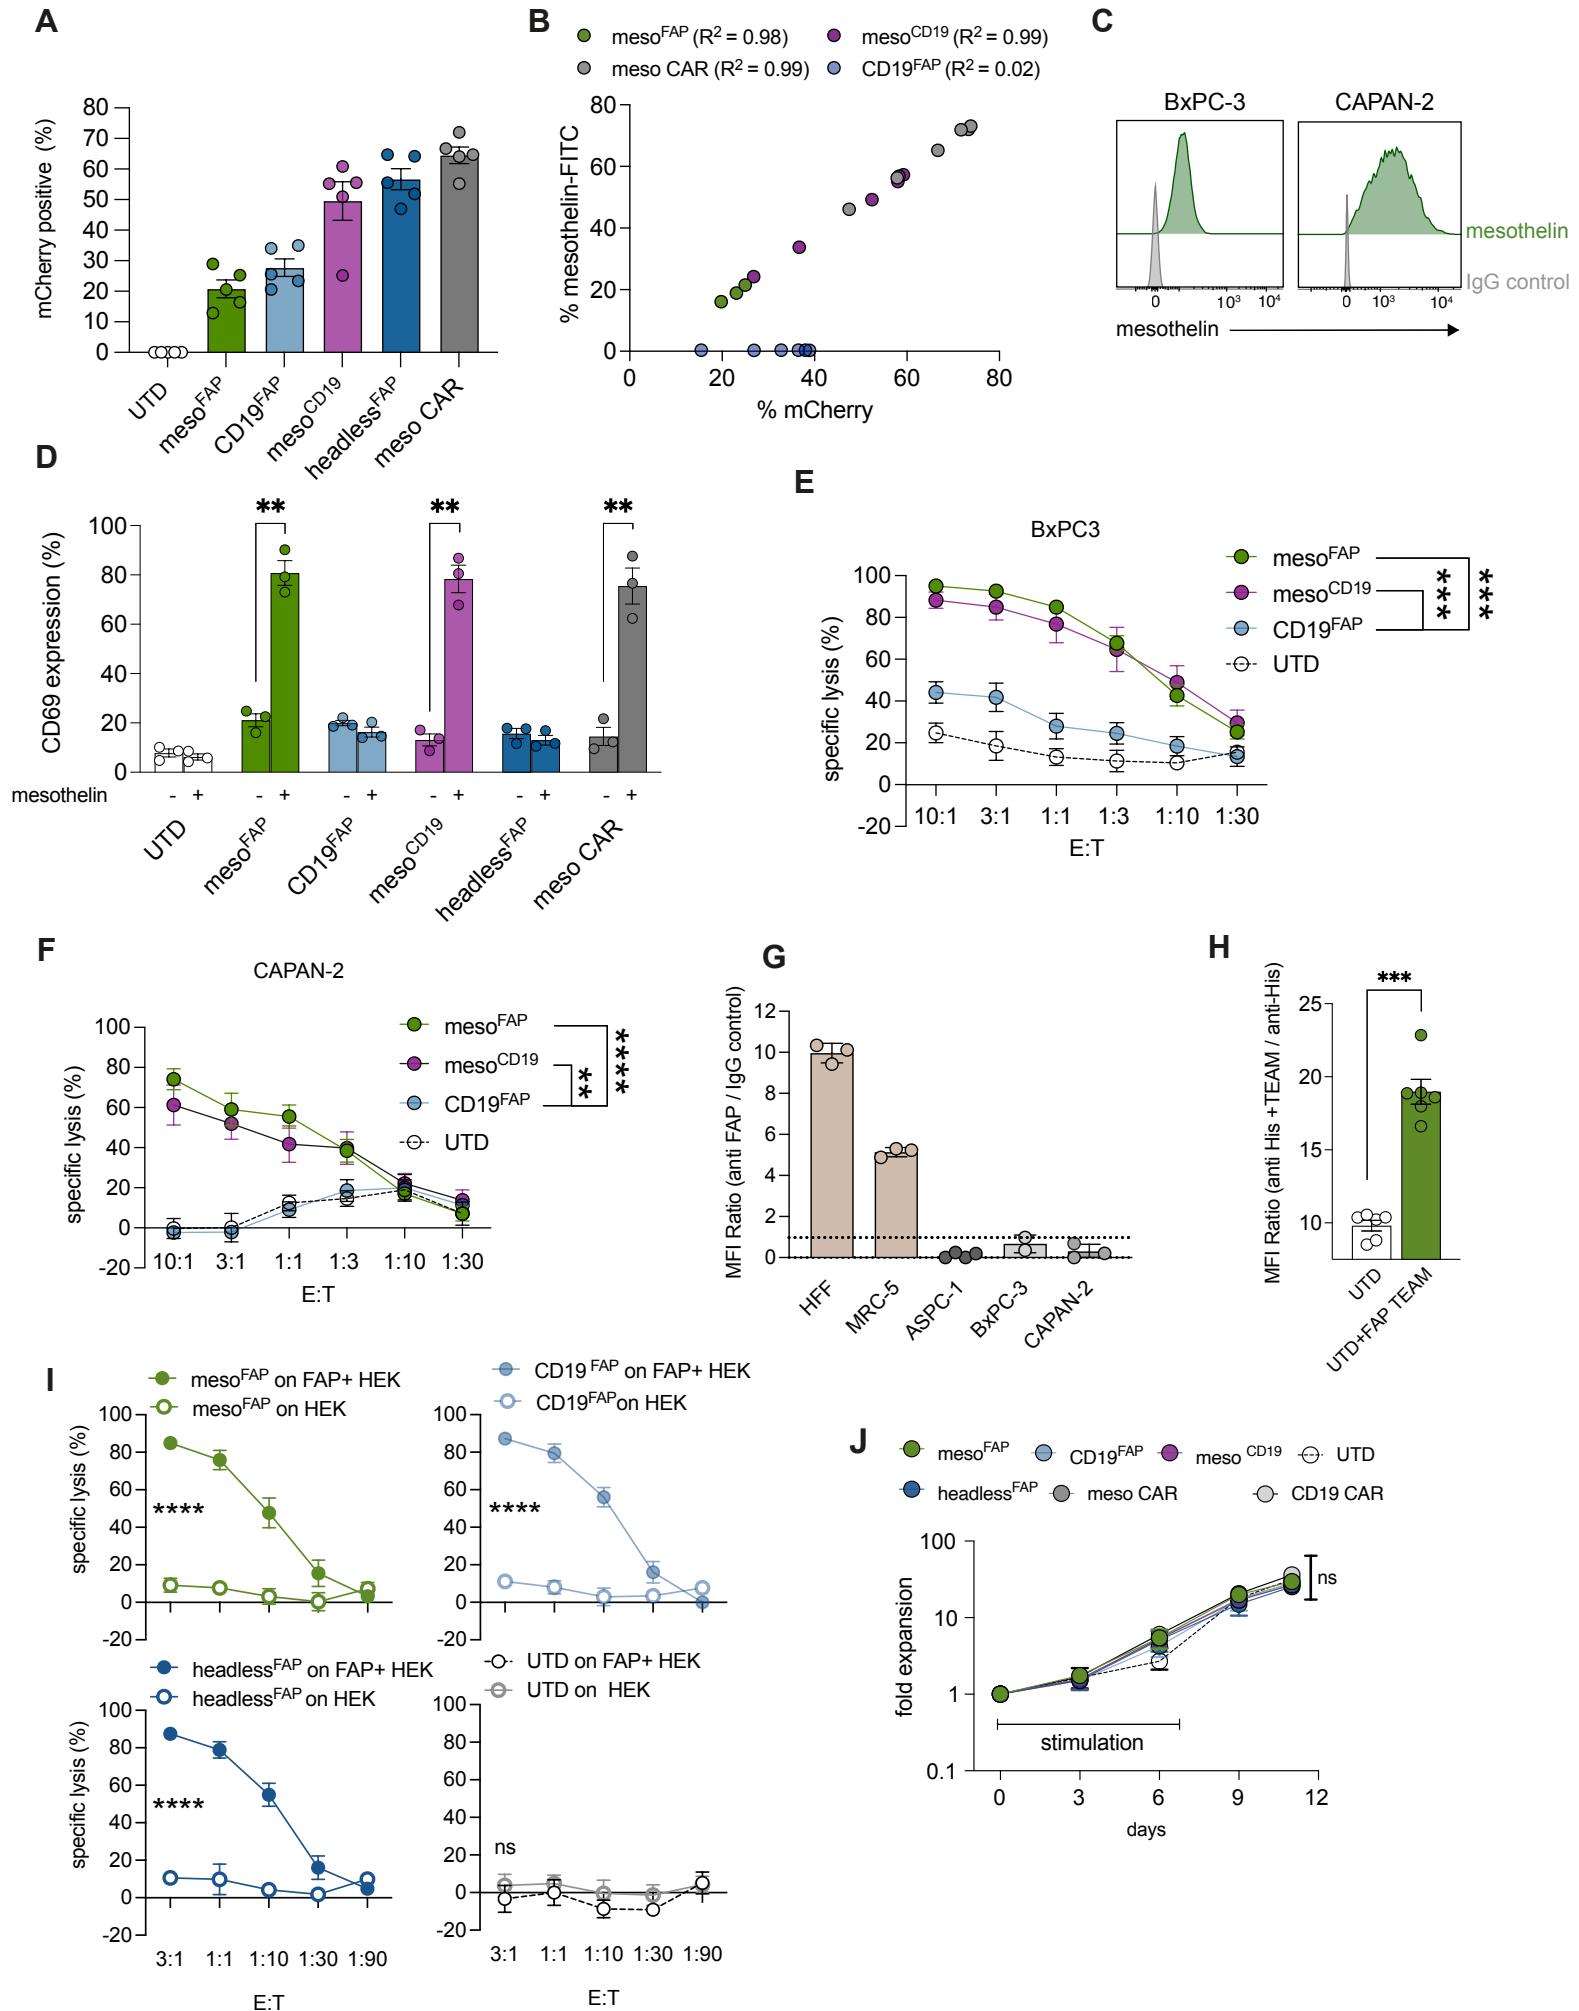 A
mCherry positive (%)
80
70
60
50
40
30
20
10
0
UTD
meso^FAP
CD19^FAP
meso^CD19
headless^FAP
meso CAR
B
meso^FAP (R² = 0.98)
meso^CD19 (R² = 0.99)
meso CAR (R² = 0.99)
CD19^FAP (R² = 0.02)
% mesothelin-FITC
80
60
40
20
0
0 20 40 60 80
% mCherry
C
BxPC-3
CAPAN-2
mesothelin
IgG control
0 10³ 10⁴
0 10³ 10⁴
mesothelin
D
CD69 expression (%)
** ** **
100
80
60
40
20
0
mesothelin - + - + - + - + - + - +
UTD
meso^FAP
CD19^FAP
meso^CD19
headless^FAP
meso CAR
E
BxPC3
meso^FAP
meso^CD19
CD19^FAP
UTD
***
***
specific lysis (%)
100
80
60
40
20
0
-20
10:1 3:1 1:1 1:3 1:10 1:30
E:T
F
CAPAN-2
meso^FAP
meso^CD19
CD19^FAP
UTD
**
****
specific lysis (%)
100
80
60
40
20
0
-20
10:1 3:1 1:1 1:3 1:10 1:30
E:T
G
MFI Ratio (anti FAP / IgG control)
12
10
8
6
4
2
0
HFF
MRC-5
ASPC-1
BxPC-3
CAPAN-2
H
MFI Ratio (anti His +TEAM / anti-His)
***
25
20
15
10
UTD
UTD+FAP TEAM
I
meso^FAP on FAP+ HEK
meso^FAP on HEK
specific lysis (%)
100
80
60
40
20
0
-20
****
CD19^FAP on FAP+ HEK
CD19^FAP on HEK
100
80
60
40
20
0
-20
****
headless^FAP on FAP+ HEK
headless^FAP on HEK
specific lysis (%)
100
80
60
40
20
0
-20
****
3:1 1:1 1:10 1:30 1:90
E:T
UTD on FAP+ HEK
UTD on HEK
100
80
60
40
20
0
-20
ns
3:1 1:1 1:10 1:30 1:90
E:T
J
meso^FAP
CD19^FAP
meso^CD19
UTD
headless^FAP
meso CAR
CD19 CAR
fold expansion
100
10
1
0.1
ns
stimulation
0 3 6 9 12
days